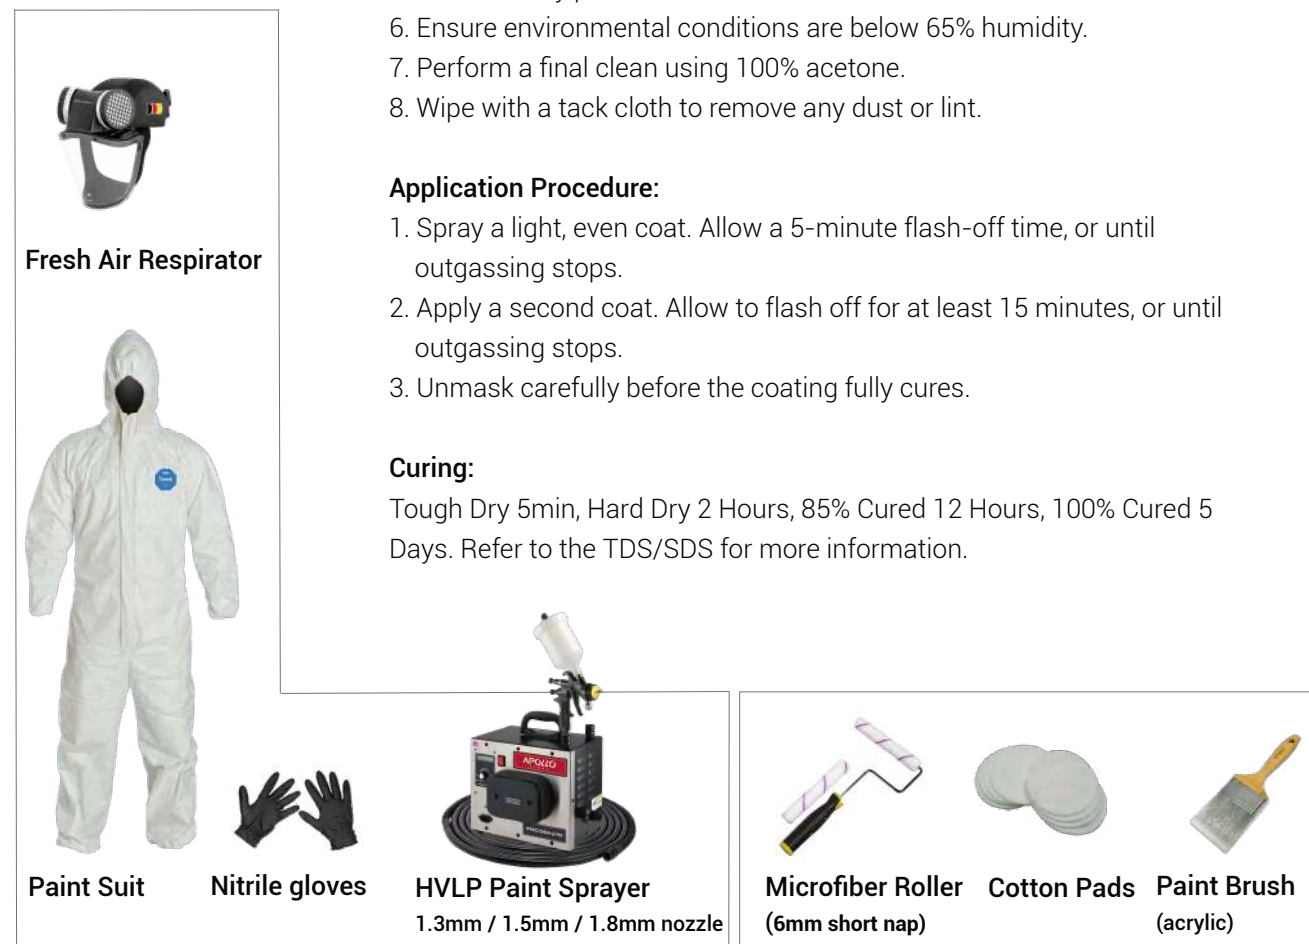 6. Ensure environmental conditions are below 65% humidity.
7. Perform a final clean using 100% acetone.
8. Wipe with a tack cloth to remove any dust or lint.
Application Procedure:
1. Spray a light, even coat. Allow a 5-minute flash-off time, or until
outgassing stops.
2. Apply a second coat. Allow to flash off for at least 15 minutes, or until
outgassing stops.
3. Unmask carefully before the coating fully cures.
Curing:
Tough Dry 5min, Hard Dry 2 Hours, 85% Cured 12 Hours, 100% Cured 5
Days. Refer to the TDS/SDS for more information.
Fresh Air Respirator
APOLLO
Paint Suit
Nitrile gloves
HVLP Paint Sprayer
1.3mm / 1.5mm / 1.8mm nozzle
Microfiber Roller
(6mm short nap)
Cotton Pads
Paint Brush
(acrylic)